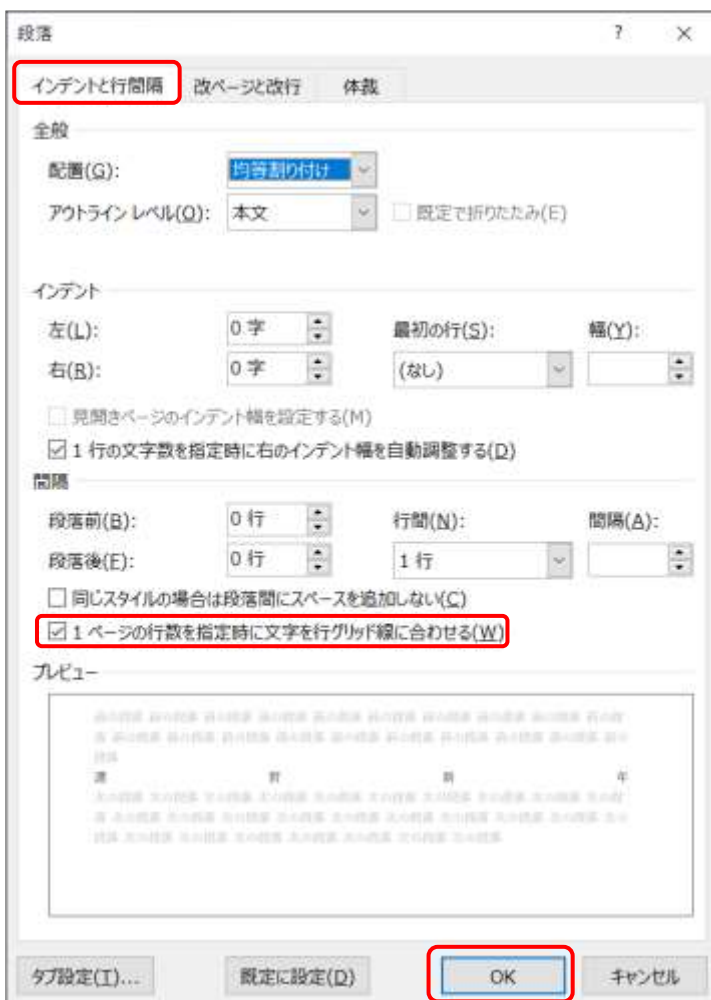 段落 ? ×
インデントと行間隔 改ページと改行 体裁
全般
配置(G): 均等割り付け
アウトライン レベル(O): 本文 既定で折りたたみ(E)
インデント
左(L): 0 字 最初の行(S): 幅(Y):
右(R): 0 字 (なし)
見開きページのインデント幅を設定する(M)
1 行の文字数を指定時に右のインデント幅を自動調整する(D)
間隔
段落前(B): 0 行 行間(N): 間隔(A):
段落後(E): 0 行 1 行
同じスタイルの場合は段落間にスペースを追加しない(C)
1 ページの行数を指定時に文字を行グリッド線に合わせる(W)
プレビュー
タブ設定(T)... 既定に設定(D) OK キャンセル